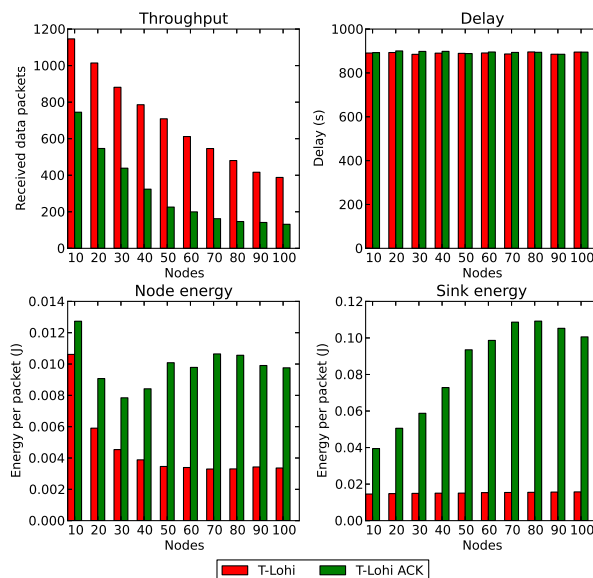 Throughput
1200
1000
800
600
400
200
0
Received data packets
10 20 30 40 50 60 70 80 90 100
Nodes
Delay
1000
800
600
400
200
0
Delay (s)
10 20 30 40 50 60 70 80 90 100
Nodes
Node energy
0.014
0.012
0.010
0.008
0.006
0.004
0.002
0.000
Energy per packet (J)
10 20 30 40 50 60 70 80 90 100
Nodes
Sink energy
0.12
0.10
0.08
0.06
0.04
0.02
0.00
Energy per packet (J)
10 20 30 40 50 60 70 80 90 100
Nodes
T-Lohi T-Lohi ACK